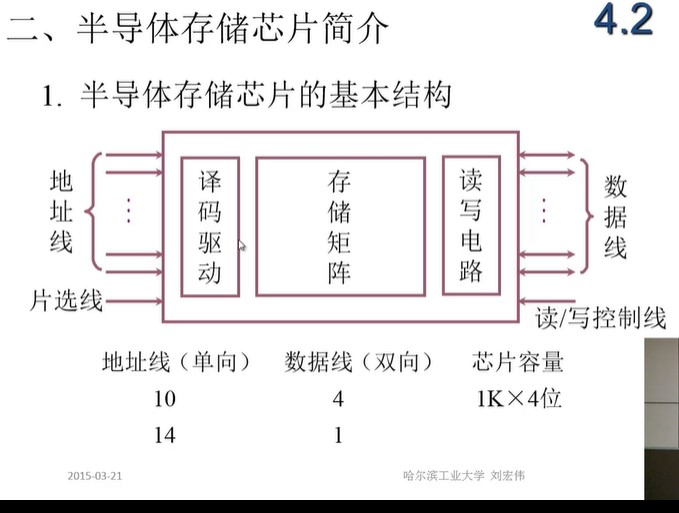 二、半导体存储芯片简介
4.2
1. 半导体存储芯片的基本结构
地址线
译码驱动
存储矩阵
读写电路
数据线
片选线
读/写控制线
地址线（单向） 数据线（双向） 芯片容量
10 4 1K×4位
14 1
2015-03-21 哈尔滨工业大学 刘宏伟